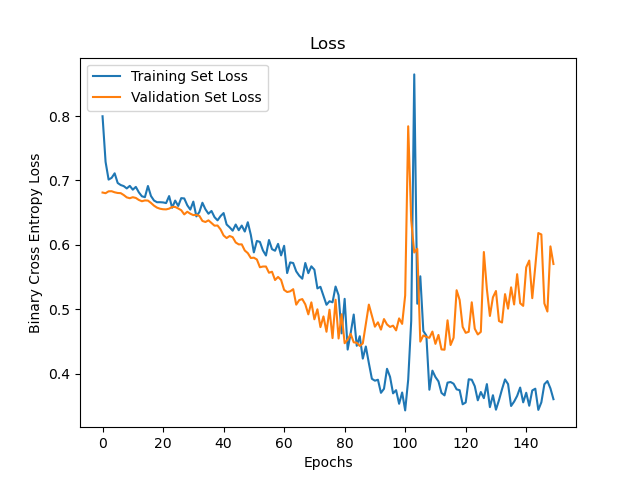 Loss
Training Set Loss
Validation Set Loss
Binary Cross Entropy Loss
0.8
0.7
0.6
0.5
0.4
0 20 40 60 80 100 120 140
Epochs